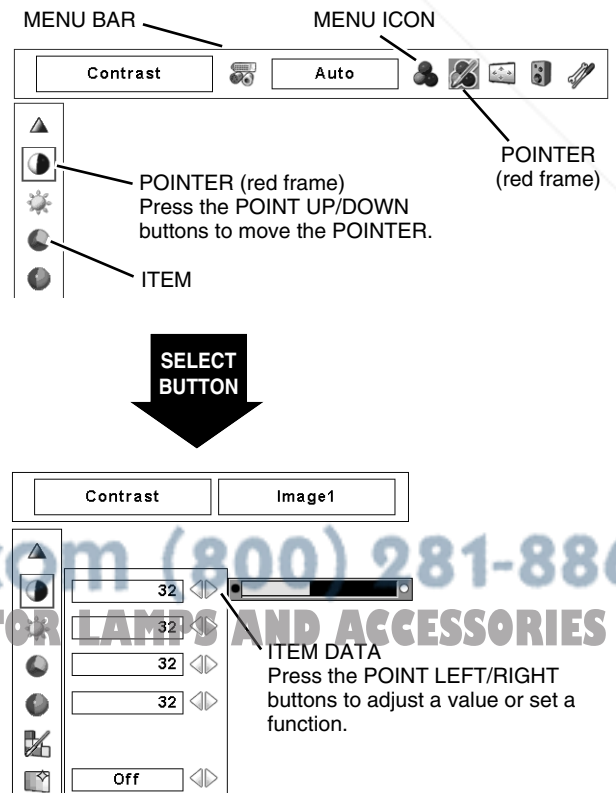 MENU BAR MENU ICON
Contrast Auto
POINTER
(red frame)
POINTER (red frame)
Press the POINT UP/DOWN
buttons to move the POINTER.
ITEM
SELECT
BUTTON
Contrast Image1
om (800) 281-886
32
OR LAMPS AND ACCESSORIES
32
ITEM DATA
Press the POINT LEFT/RIGHT
buttons to adjust a value or set a
function.
32
32
Off